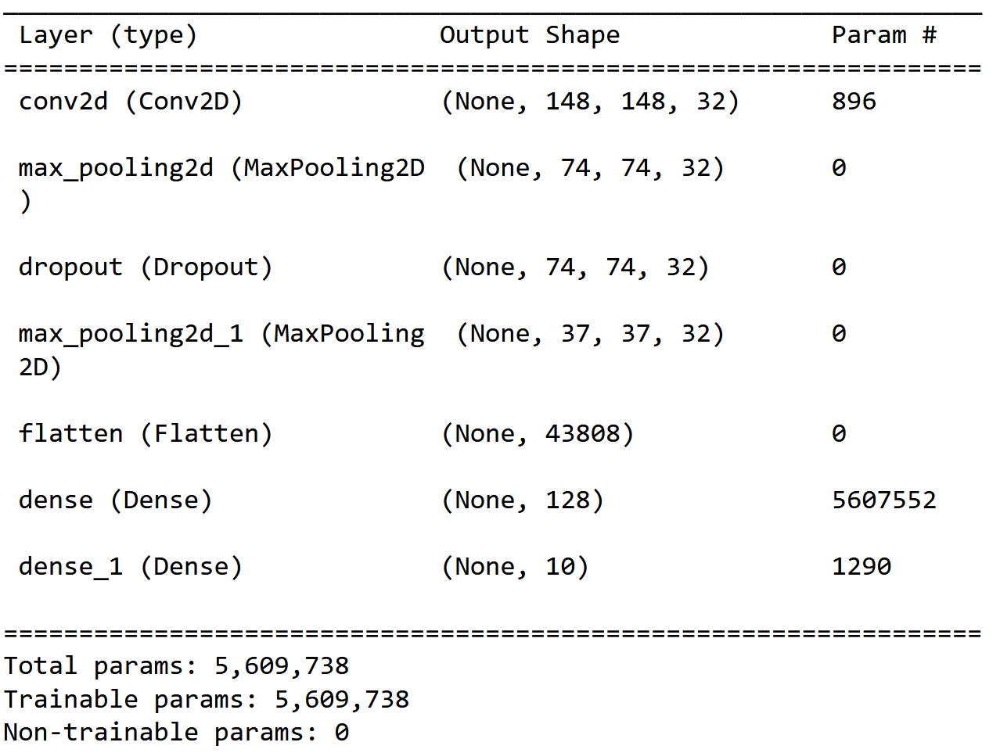 Layer (type) Output Shape Param #
conv2d (Conv2D) (None, 148, 148, 32) 896
max_pooling2d (MaxPooling2D (None, 74, 74, 32) 0
)
dropout (Dropout) (None, 74, 74, 32) 0
max_pooling2d_1 (MaxPooling (None, 37, 37, 32) 0
2D)
flatten (Flatten) (None, 43808) 0
dense (Dense) (None, 128) 5607552
dense_1 (Dense) (None, 10) 1290
Total params: 5,609,738
Trainable params: 5,609,738
Non-trainable params: 0